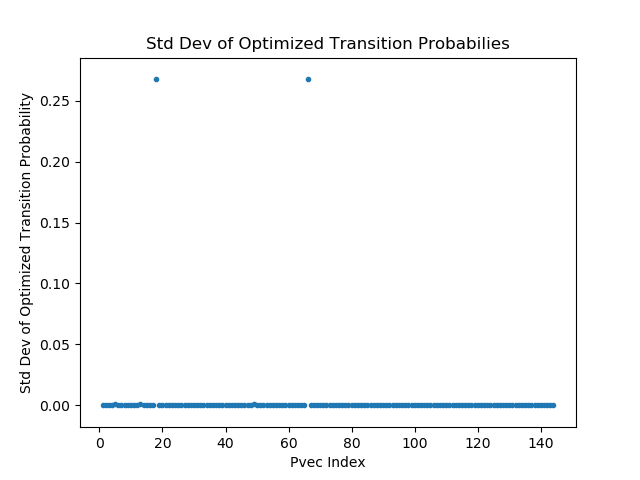 Std Dev of Optimized Transition Probabilies
Std Dev of Optimized Transition Probability
0.25
0.20
0.15
0.10
0.05
0.00
0 20 40 60 80 100 120 140
Pvec Index